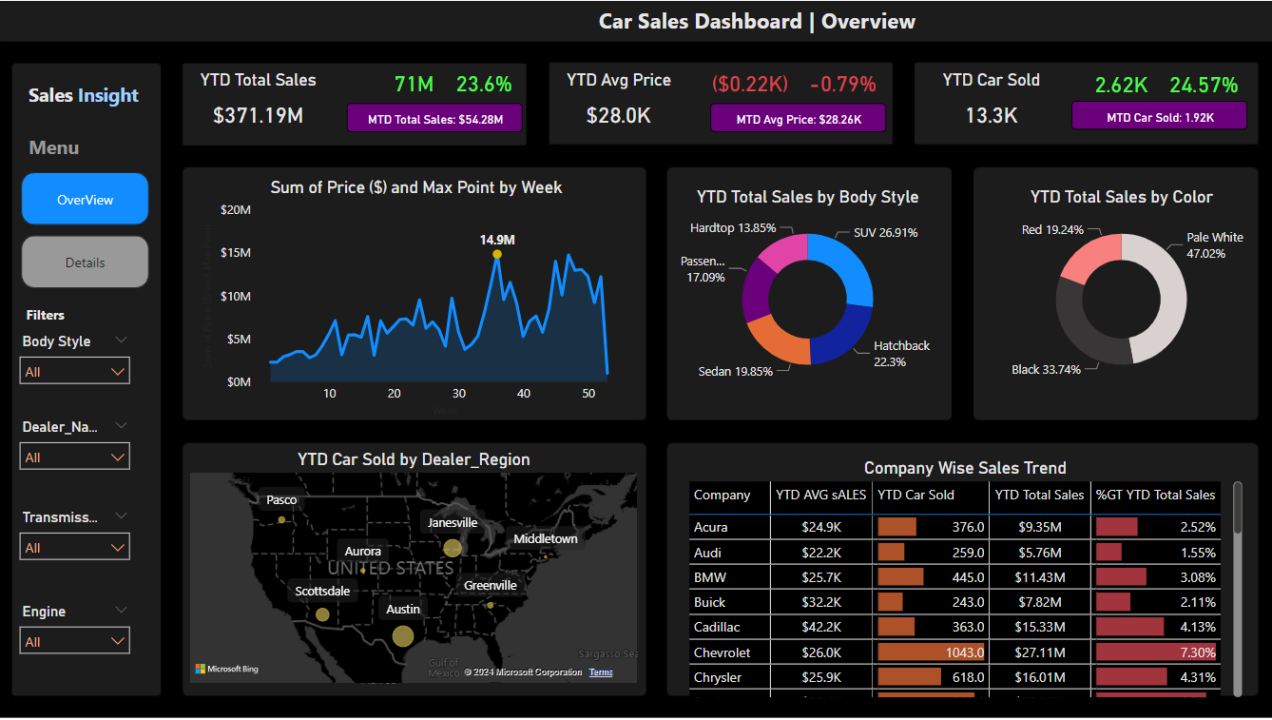 Car Sales Dashboard | Overview
Sales Insight
Menu
OverView
Details
Filters
Body Style
All
Dealer_Na...
All
Transmiss...
All
Engine
All
YTD Total Sales
71M 23.6%
$371.19M
MTD Total Sales: $54.28M
YTD Avg Price
($0.22K) -0.79%
$28.0K
MTD Avg Price: $28.26K
YTD Car Sold
2.62K 24.57%
13.3K
MTD Car Sold: 1.92K
Sum of Price ($) and Max Point by Week
$20M
$15M
$10M
$5M
$0M
14.9M
10 20 30 40 50
YTD Total Sales by Body Style
Hardtop 13.85%
SUV 26.91%
Passen...
17.09%
Hatchback
22.3%
Sedan 19.85%
YTD Total Sales by Color
Red 19.24%
Pale White
47.02%
Black 33.74%
YTD Car Sold by Dealer_Region
Pasco
Janesville
Middletown
Aurora
UNITED STATES
Scottsdale
Greenville
Austin
Gulf of
Mexico
Sargasso Sea
Microsoft Bing
© 2024 Microsoft Corporation Terms
Company Wise Sales Trend
Company YTD AVG sALES YTD Car Sold YTD Total Sales %GT YTD Total Sales
Acura $24.9K 376.0 $9.35M 2.52%
Audi $22.2K 259.0 $5.76M 1.55%
BMW $25.7K 445.0 $11.43M 3.08%
Buick $32.2K 243.0 $7.82M 2.11%
Cadillac $42.2K 363.0 $15.33M 4.13%
Chevrolet $26.0K 1043.0 $27.11M 7.30%
Chrysler $25.9K 618.0 $16.01M 4.31%